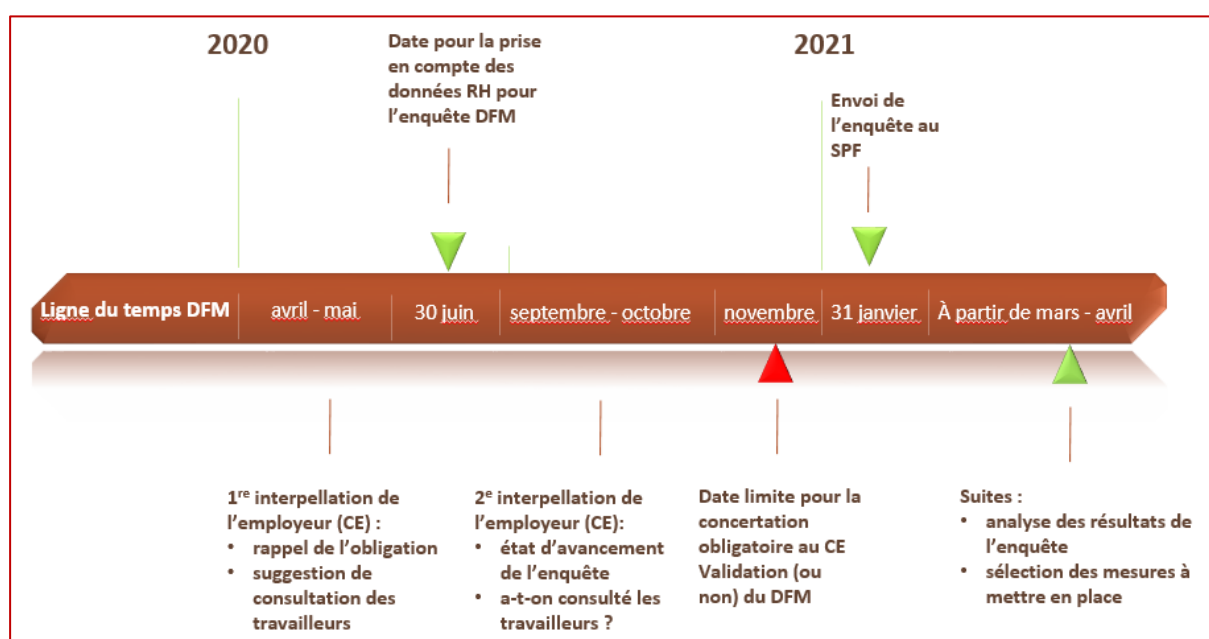 2020
Date pour la prise
en compte des
données RH pour
l'enquête DFM
2021
Envoi de
l'enquête au
SPF
Ligne du temps DFM
avril - mai
30 juin
septembre - octobre
novembre
31 janvier
À partir de mars - avril
1re interpellation de
l'employeur (CE) :
• rappel de l'obligation
• suggestion de
consultation des
travailleurs
2e interpellation de
l'employeur (CE):
• état d'avancement
de l'enquête
• a-t-on consulté les
travailleurs ?
Date limite pour la
concertation
obligatoire au CE
Validation (ou
non) du DFM
Suites :
• analyse des résultats de
l'enquête
• sélection des mesures à
mettre en place